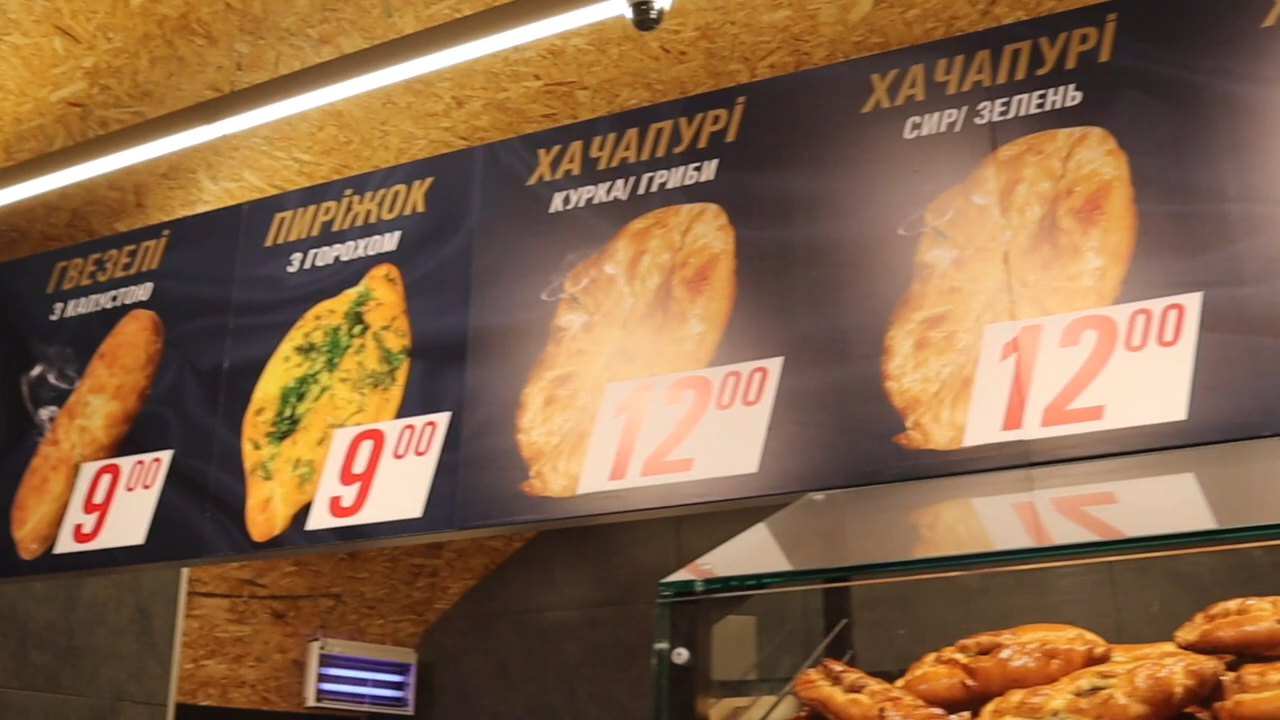 ГВЕЗЕЛІ
З КАПУСТОЮ
9 00
ПИРІЖОК
З ГОРОХОМ
9 00
ХАЧАПУРІ
КУРКА/ ГРИБИ
12 00
ХАЧАПУРІ
СИР/ ЗЕЛЕНЬ
12 00